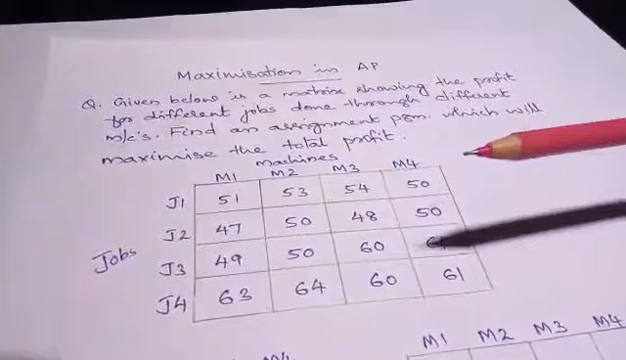 Maximisation in AP
Q. Given below is a matrix showing the profit
for different jobs done through different
m/c's. Find an assignment pgm. which will
maximise the total profit.
machines
M1 M2 M3 M4
J1 51 53 54 50
J2 47 50 48 50
Jobs
J3 49 50 60
J4 63 64 60 61
M1 M2 M3 M4
M4